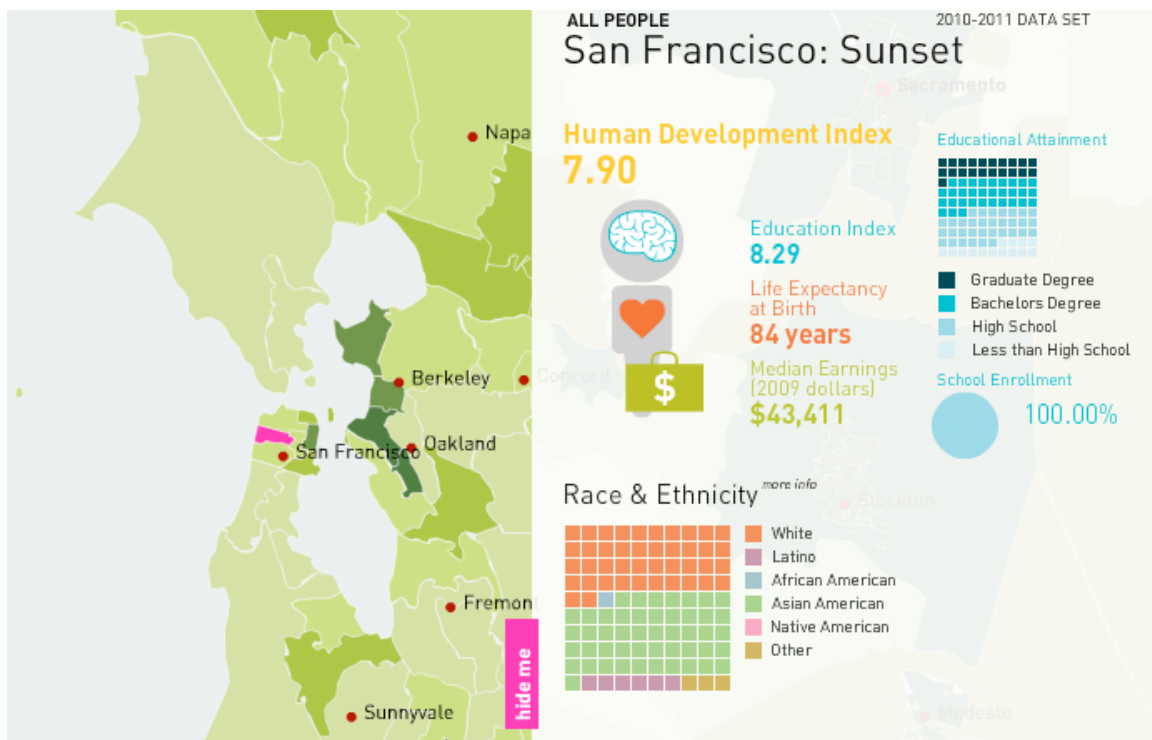 ALL PEOPLE
2010-2011 DATA SET
San Francisco: Sunset
Sacramento
Napa
Human Development Index
7.90
Educational Attainment
Education Index
8.29
Life Expectancy
at Birth
84 years
Median Earnings
(2009 dollars)
$43,411
$
Graduate Degree
Bachelors Degree
High School
Less than High School
School Enrollment
100.00%
Berkeley
Concord
Oakland
San Francisco
Race & Ethnicity
more info
Stockton
White
Latino
African American
Asian American
Native American
Other
Fremont
hide me
Sunnyvale
Modesto